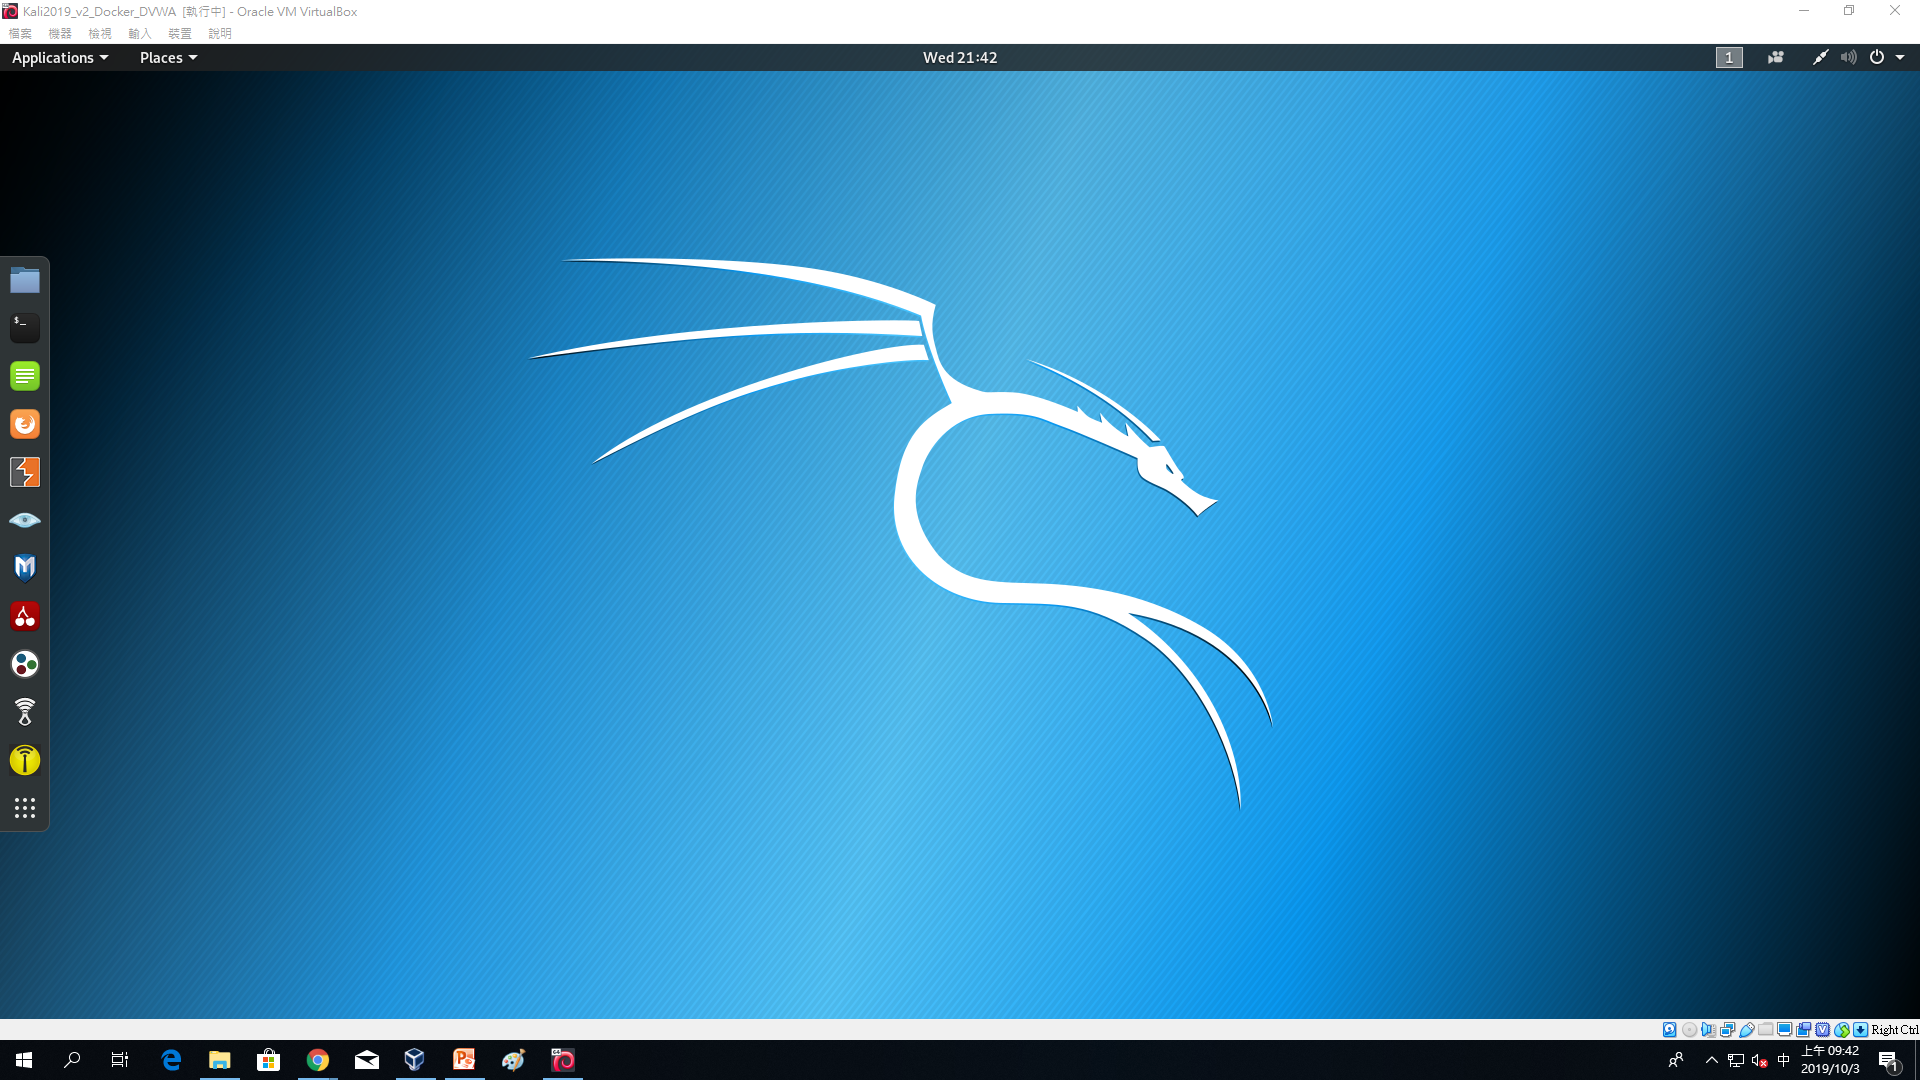 Kali2019_v2_Docker_DVWA [執行中] - Oracle VM VirtualBox
檔案 機器 檢視 輸入 裝置 說明
Applications Places Wed 21:42 1
$_
Right Ctrl
中 上午 09:42
2019/10/3 1